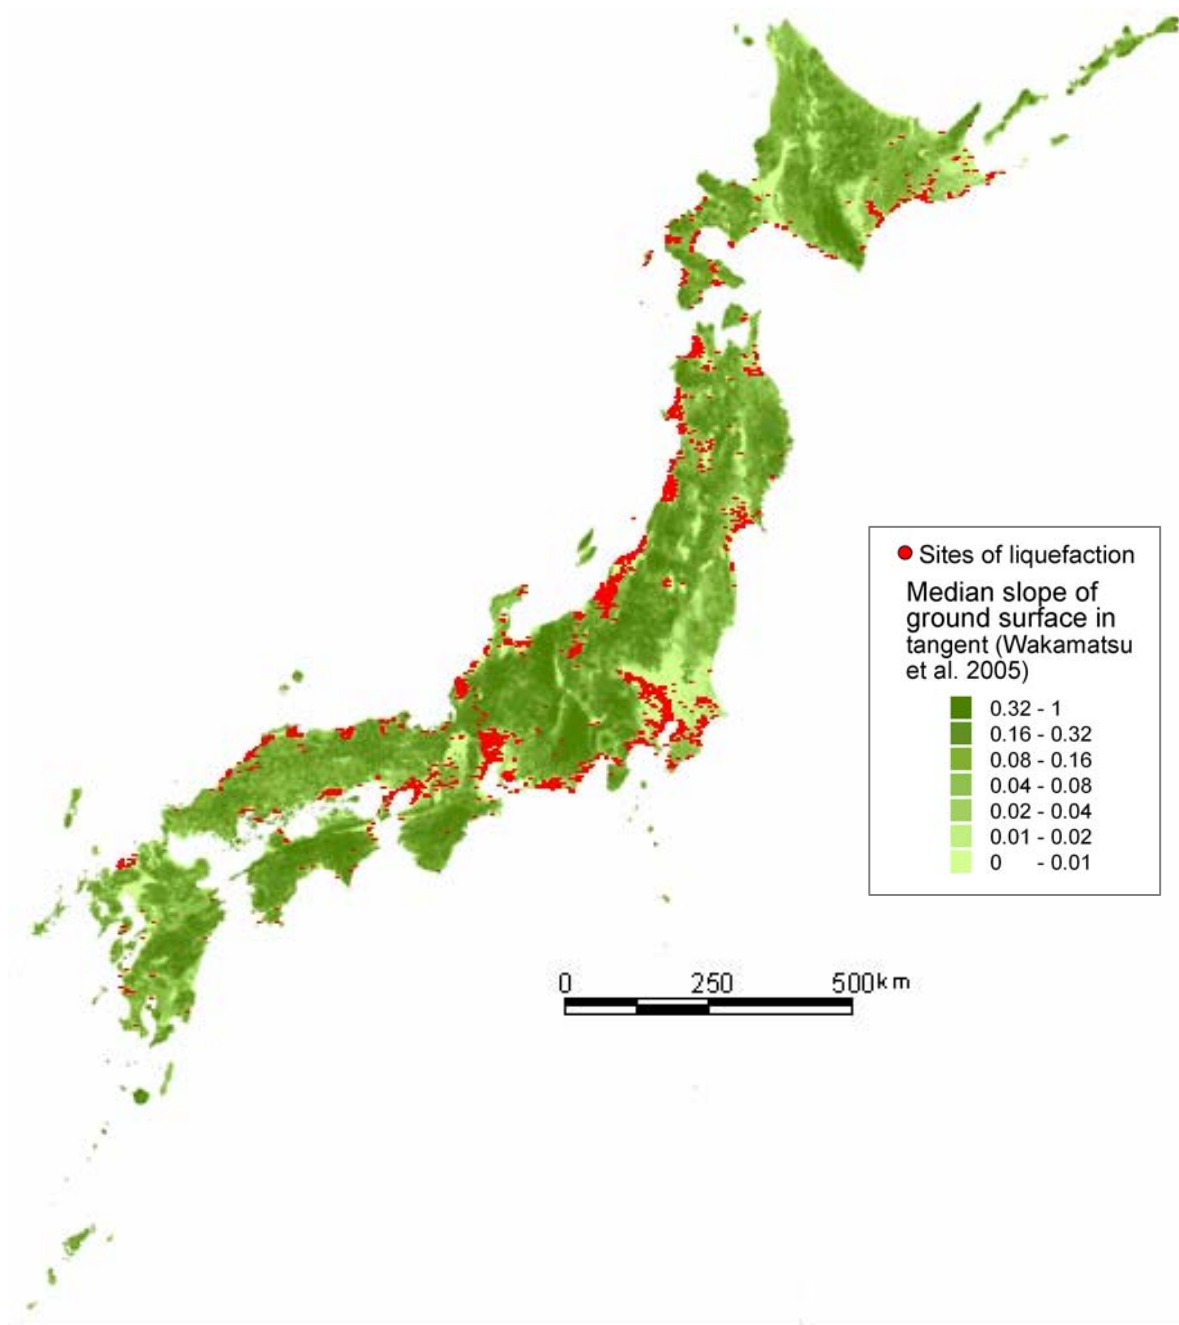 Sites of liquefaction
Median slope of
ground surface in
tangent (Wakamatsu
et al. 2005)
0.32 - 1
0.16 - 0.32
0.08 - 0.16
0.04 - 0.08
0.02 - 0.04
0.01 - 0.02
0 - 0.01
0 250 500km